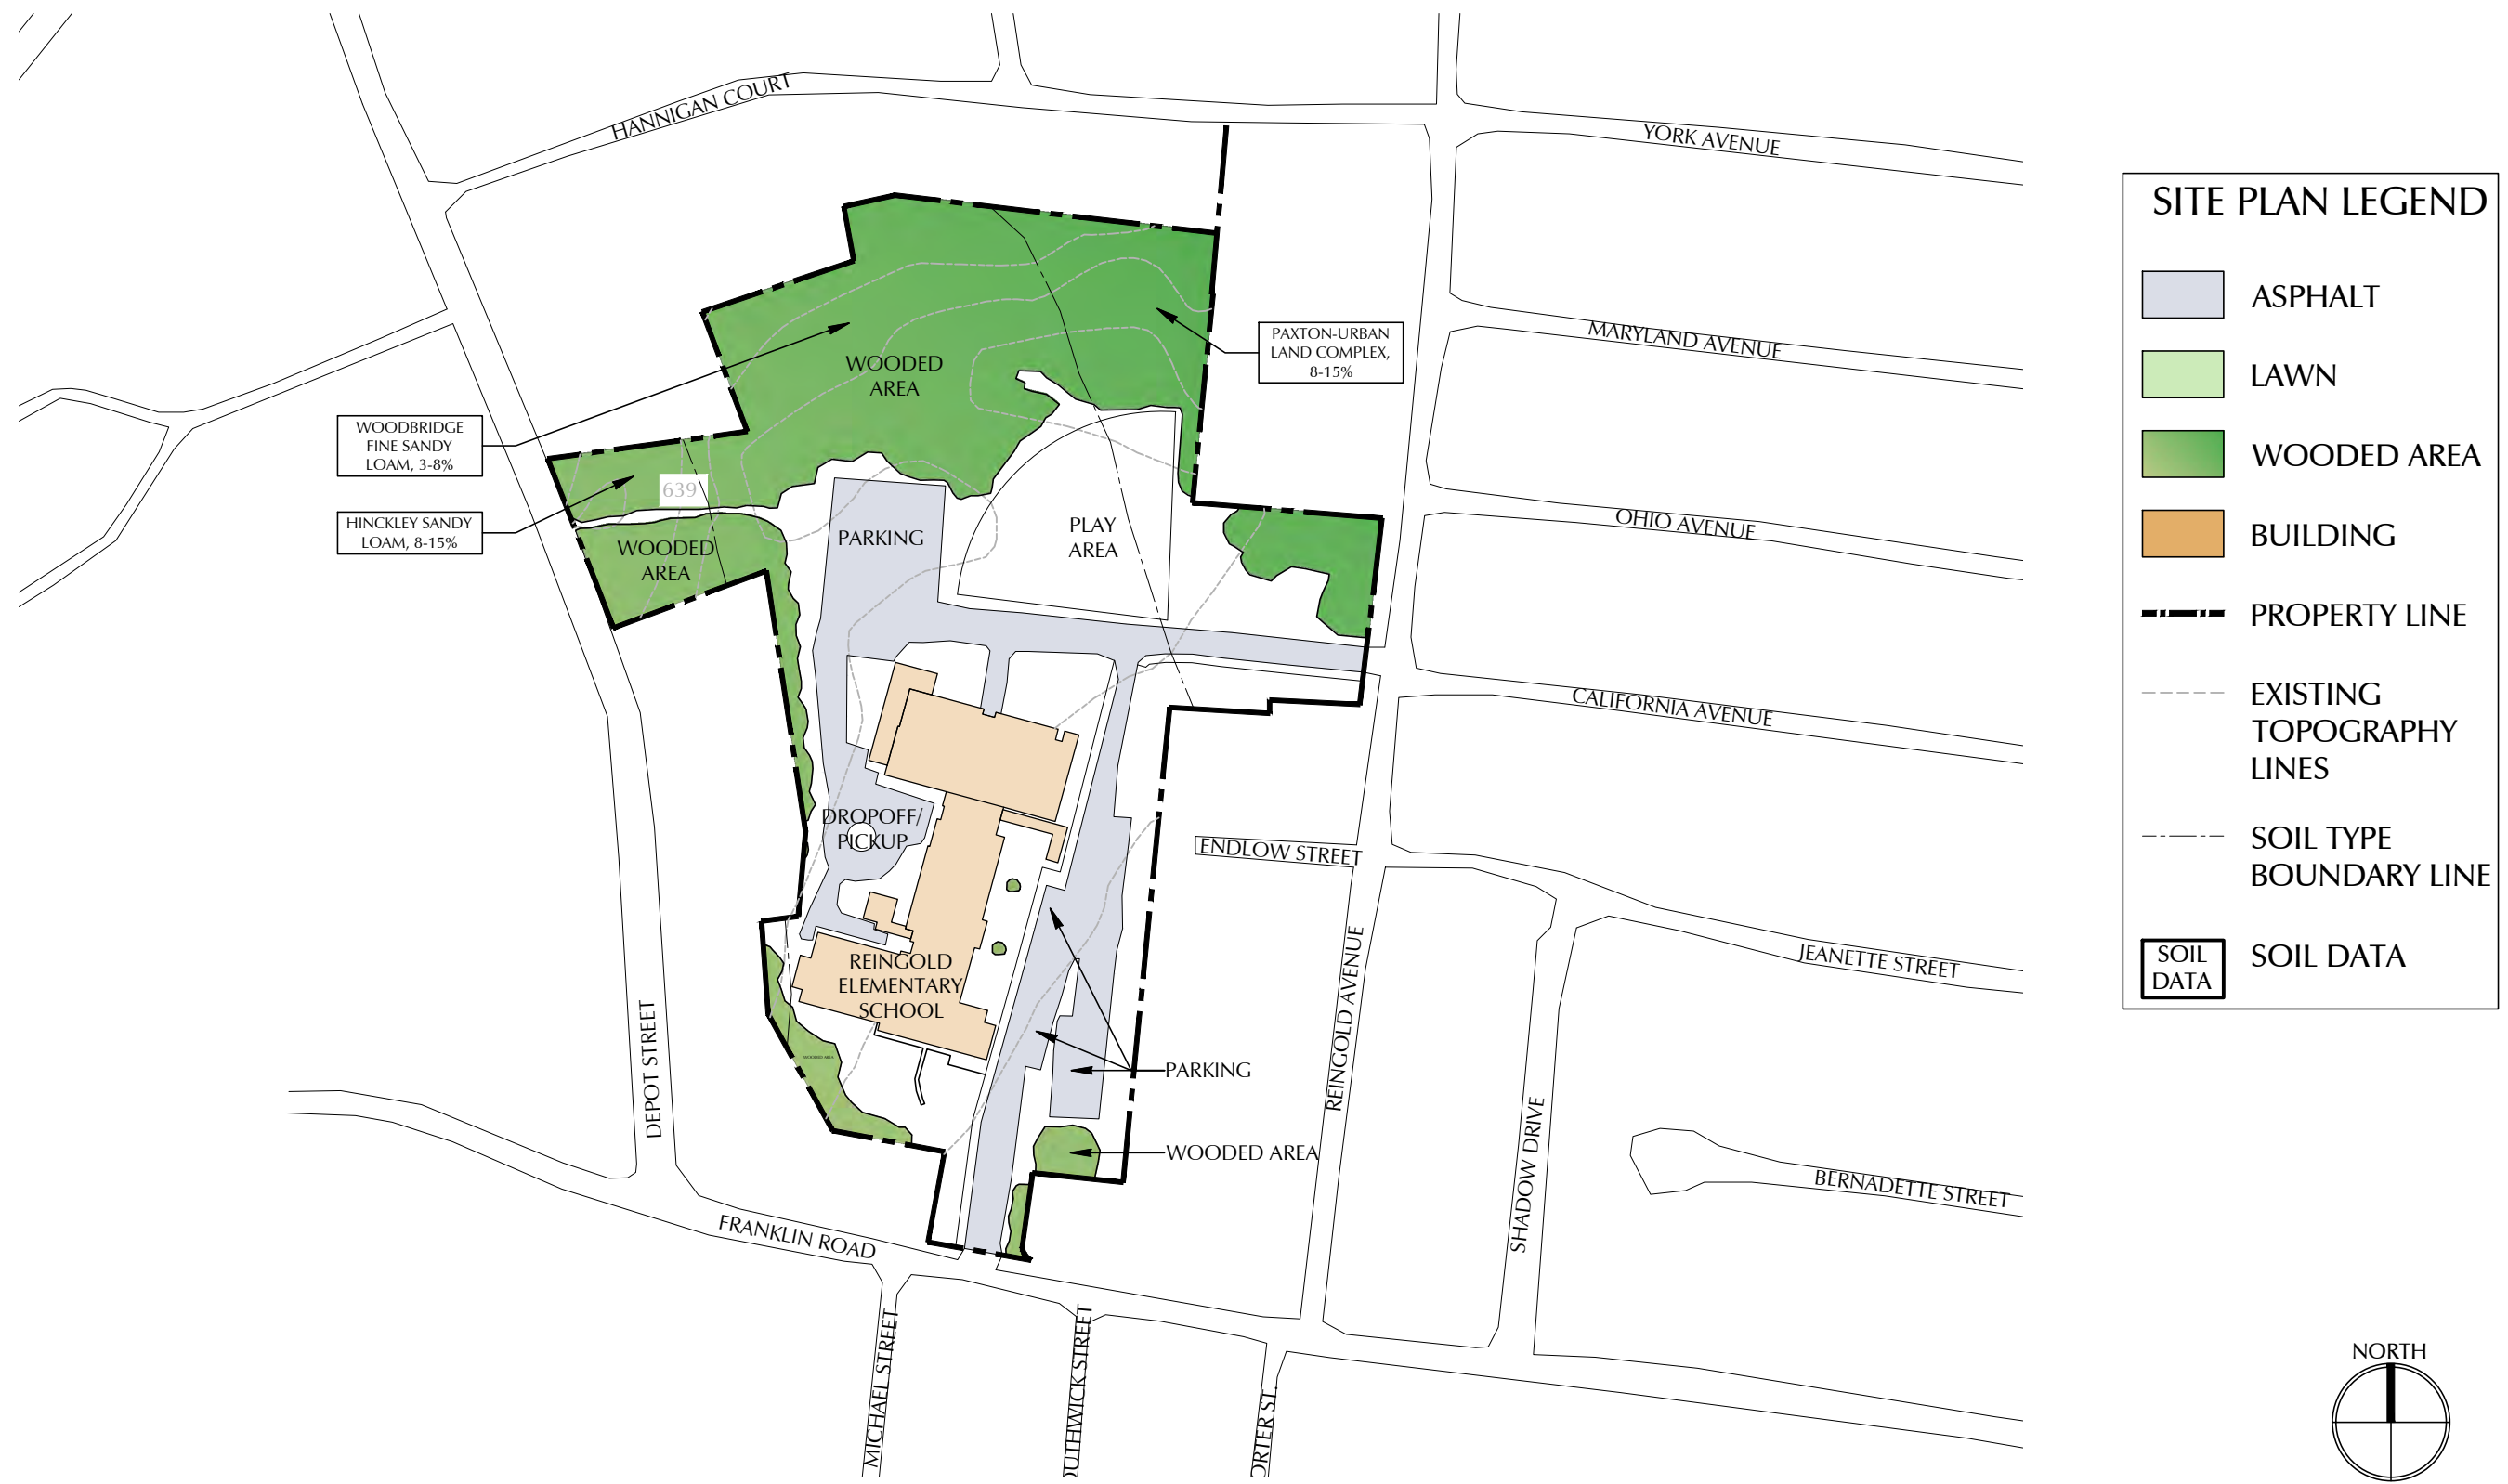 HANNIGAN COURT
YORK AVENUE
MARYLAND AVENUE
OHIO AVENUE
CALIFORNIA AVENUE
ENDLOW STREET
JEANETTE STREET
BERNADETTE STREET
REINGOLD AVENUE
SHADOW DRIVE
DEPOT STREET
FRANKLIN ROAD
MICHAEL STREET
OUTHWICK STREET
ORTER ST.
WOODED
AREA
PAXTON-URBAN
LAND COMPLEX,
8-15%
WOODBRIDGE
FINE SANDY
LOAM, 3-8%
639
HINCKLEY SANDY
LOAM, 8-15%
WOODED
AREA
PARKING
PLAY
AREA
DROPOFF/
PICKUP
REINGOLD
ELEMENTARY
SCHOOL
WOODED AREA
PARKING
WOODED AREA
SITE PLAN LEGEND
ASPHALT
LAWN
WOODED AREA
BUILDING
PROPERTY LINE
EXISTING
TOPOGRAPHY
LINES
SOIL TYPE
BOUNDARY LINE
SOIL
DATA
SOIL DATA
NORTH